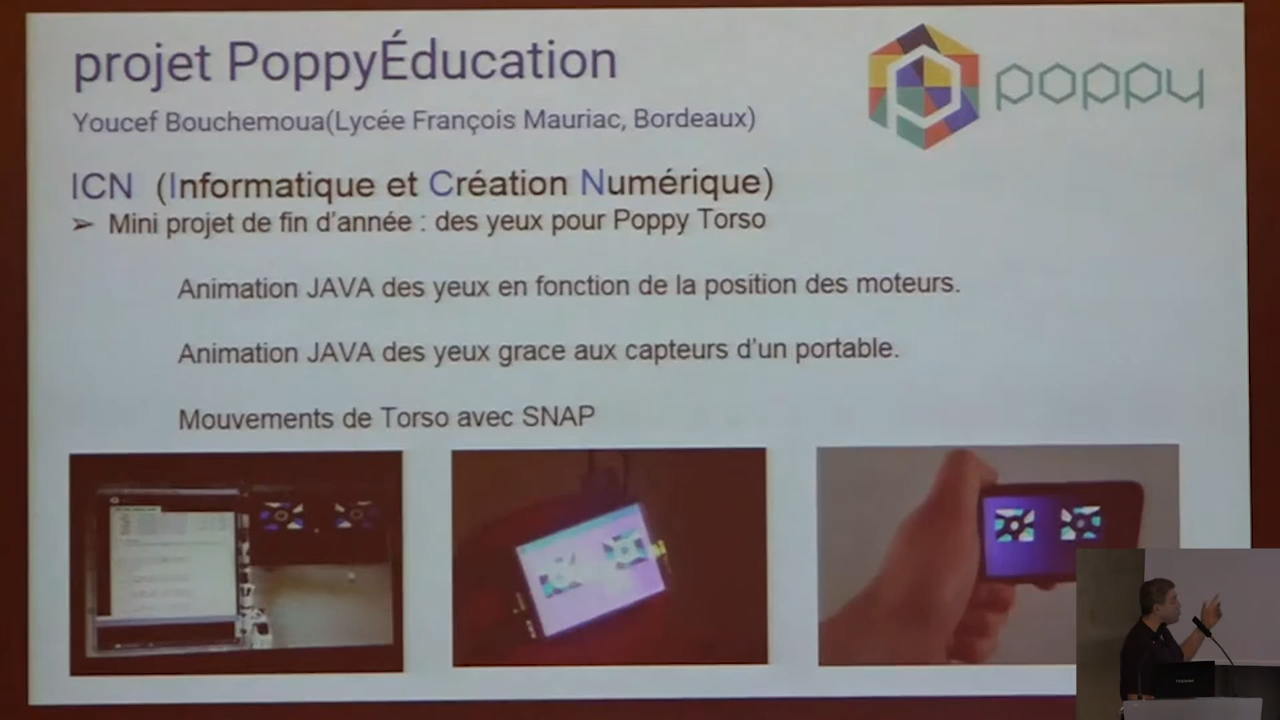 projet PoppyÉducation
poppy
Youcef Bouchemoua(Lycée François Mauriac, Bordeaux)
ICN (Informatique et Création Numérique)
➢ Mini projet de fin d'année : des yeux pour Poppy Torso
Animation JAVA des yeux en fonction de la position des moteurs.
Animation JAVA des yeux grace aux capteurs d'un portable.
Mouvements de Torso avec SNAP